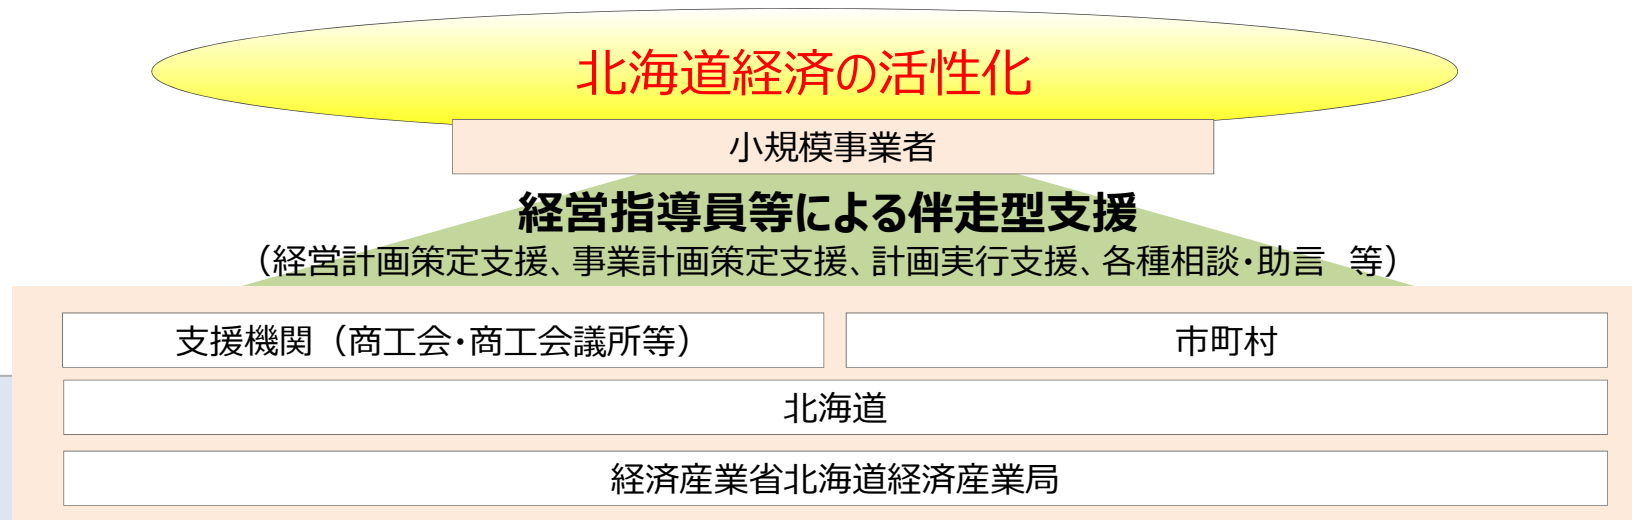 北海道経済の活性化
小規模事業者
経営指導員等による伴走型支援
（経営計画策定支援、事業計画策定支援、計画実行支援、各種相談・助言　等）
支援機関（商工会・商工会議所等）
市町村
北海道
経済産業省北海道経済産業局